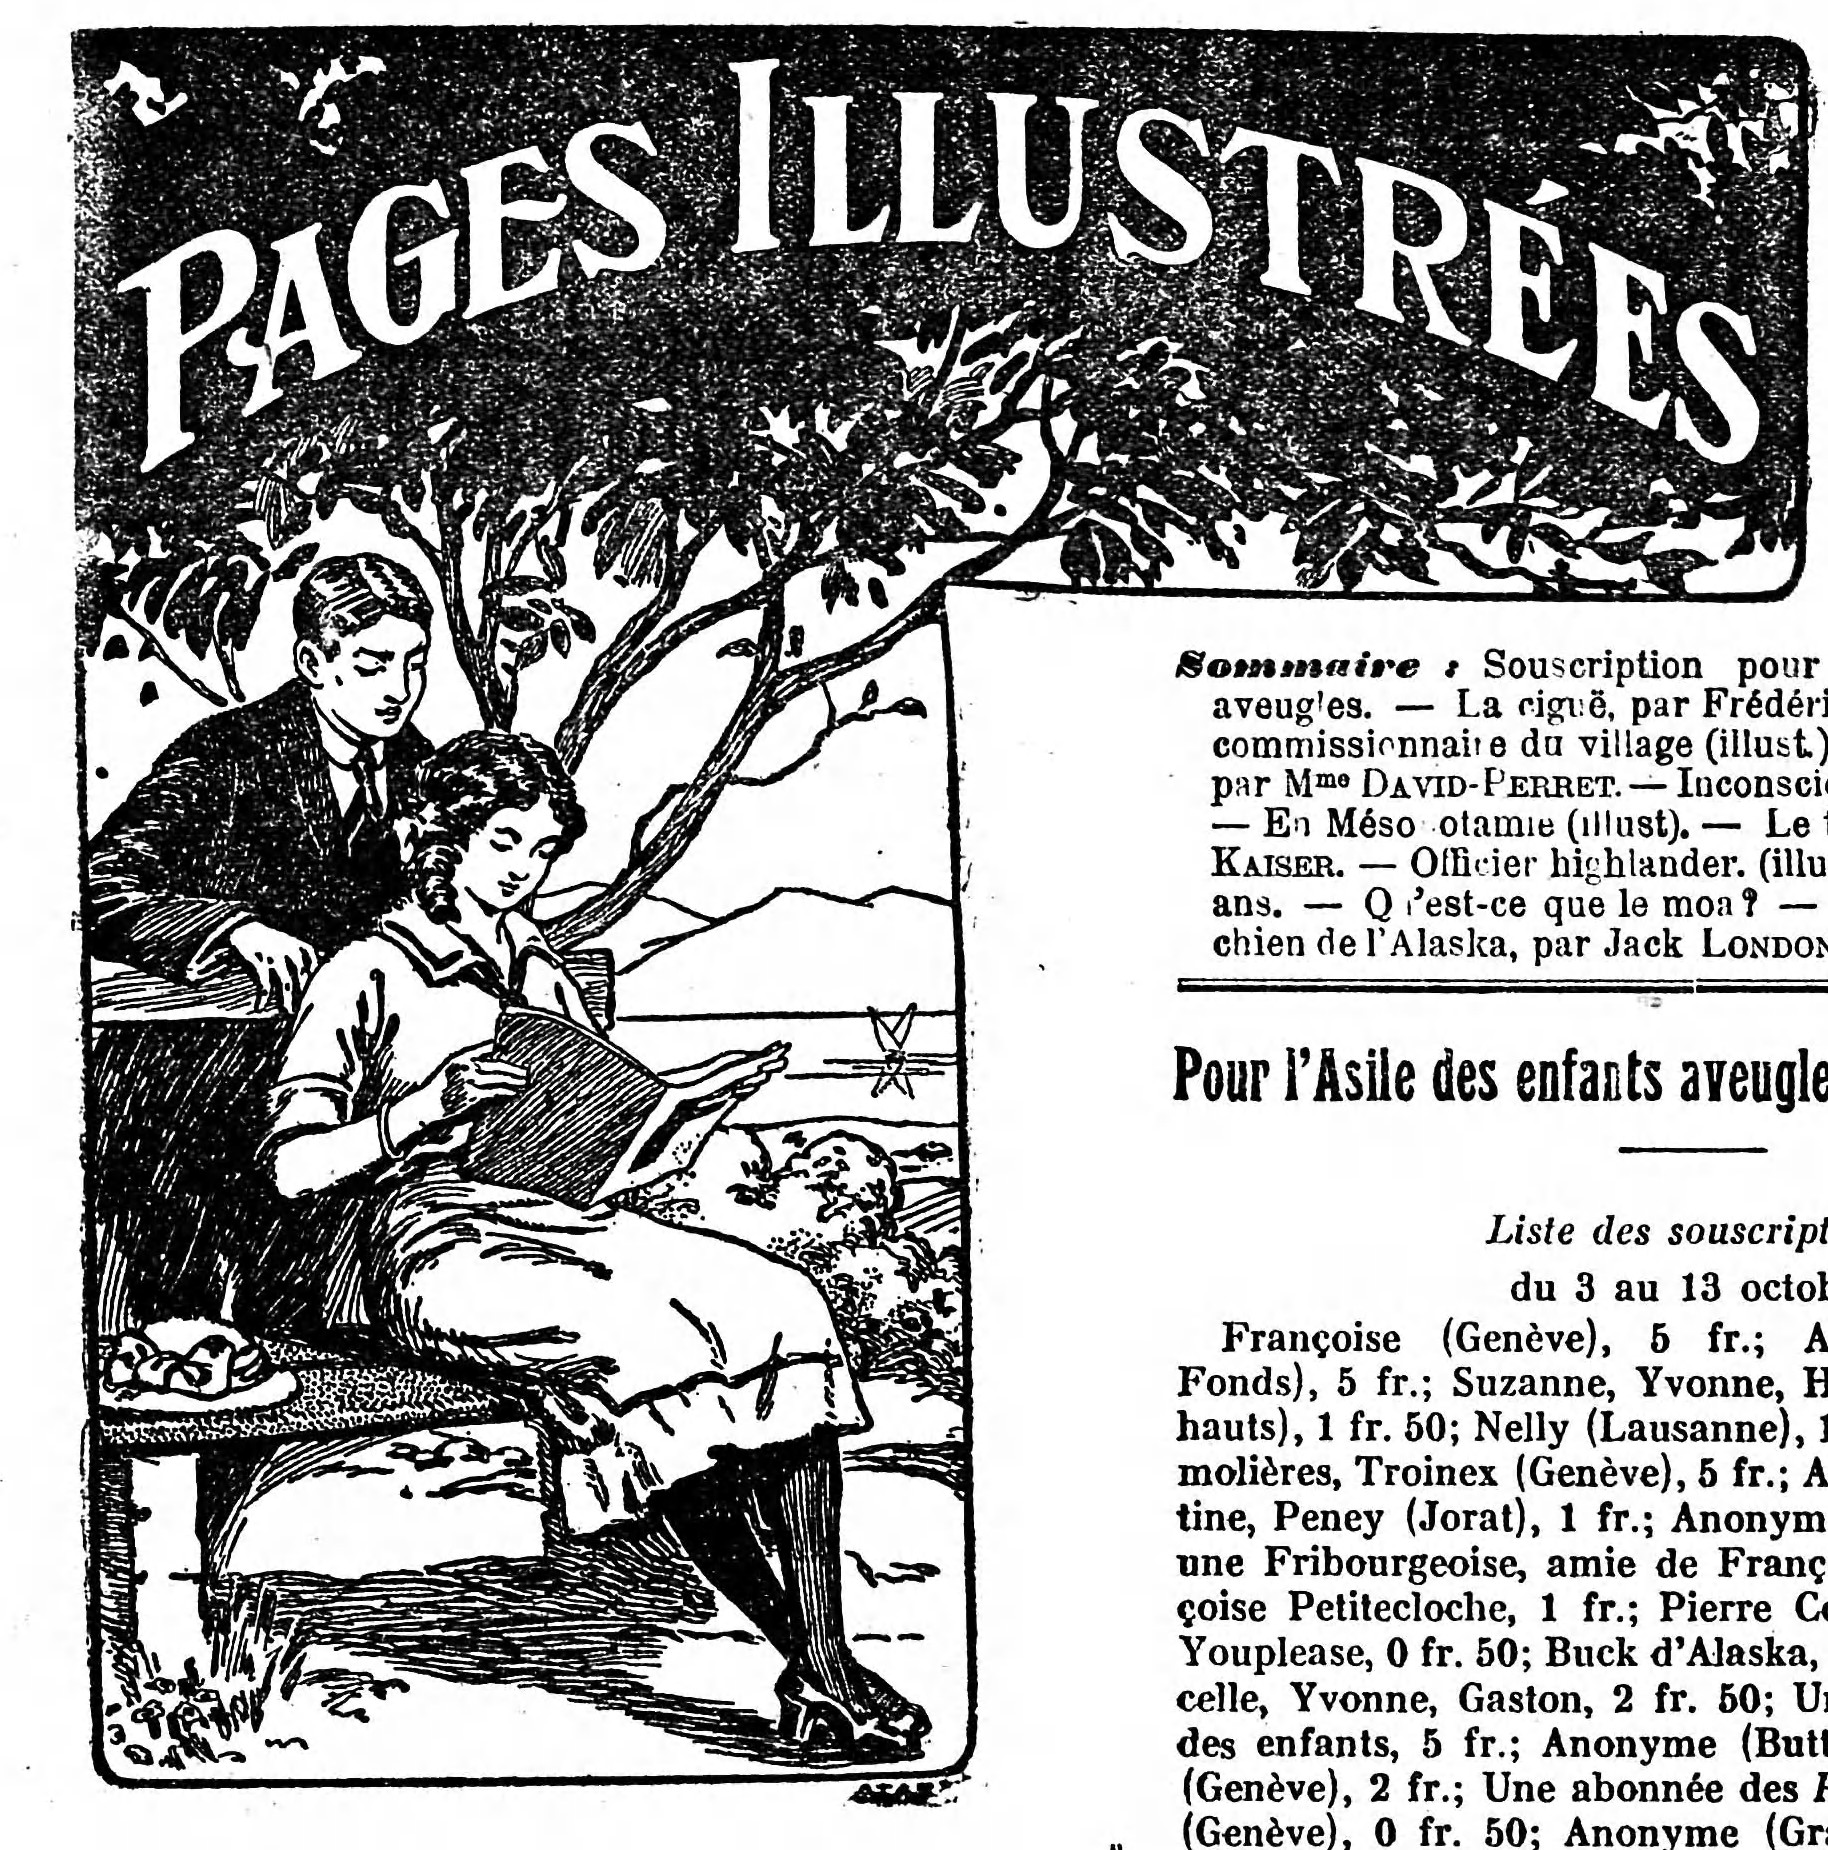 PAGES ILLUSTRÉES
Sommaire : Souscription pour
aveugles. — La ciguë, par Frédéri
commissionnaire du village (illust.)
par Mme DAVID-PERRET. — Inconscie
— En Mésopotamie (illust). — Le
KAISER. — Officier highlander. (illu
ans. — Qu'est-ce que le moa ? —
chien de l'Alaska, par Jack LONDON
Pour l'Asile des enfants aveugle
Liste des souscript
du 3 au 13 octob
Françoise (Genève), 5 fr.; A
Fonds), 5 fr.; Suzanne, Yvonne, H
hauts), 1 fr. 50; Nelly (Lausanne), 1
molières, Troinex (Genève), 5 fr.; A
tine, Peney (Jorat), 1 fr.; Anonym
une Fribourgeoise, amie de Franç
çoise Petitecloche, 1 fr.; Pierre Co
Youplease, 0 fr. 50; Buck d'Alaska,
celle, Yvonne, Gaston, 2 fr. 50; Un
des enfants, 5 fr.; Anonyme (Butt
(Genève), 2 fr.; Une abonnée des P
(Genève), 0 fr. 50; Anonyme (Gra